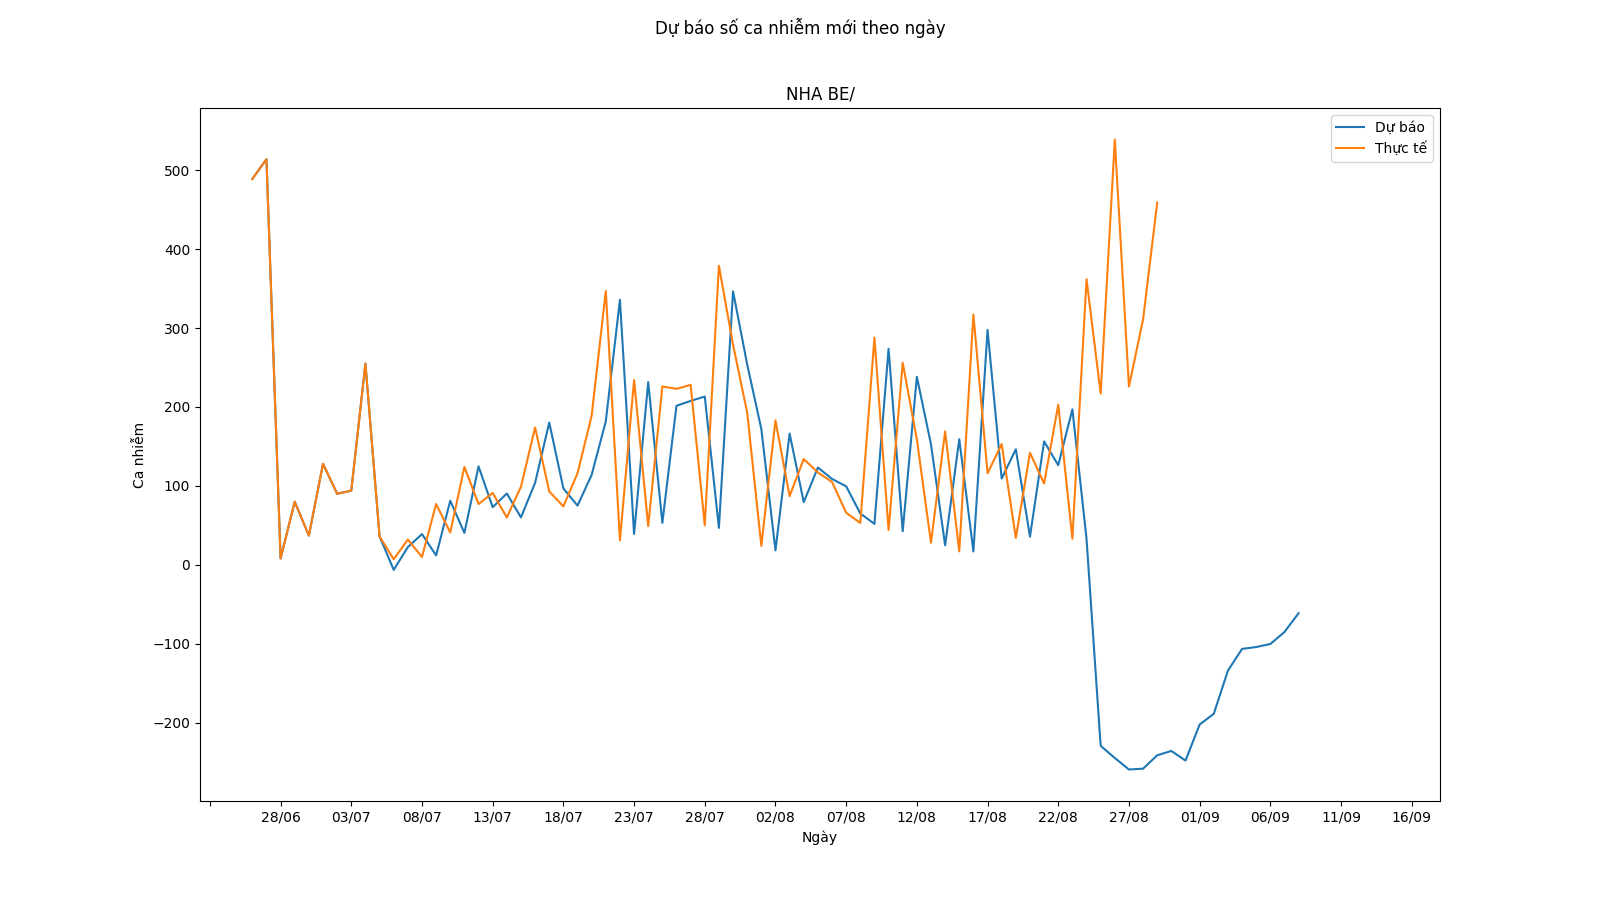 Dự báo số ca nhiễm mới theo ngày
NHA BE/
Dự báo
Thực tế
500
400
300
200
100
0
−100
−200
Ca nhiễm
28/06 03/07 08/07 13/07 18/07 23/07 28/07 02/08 07/08 12/08 17/08 22/08 27/08 01/09 06/09 11/09 16/09
Ngày